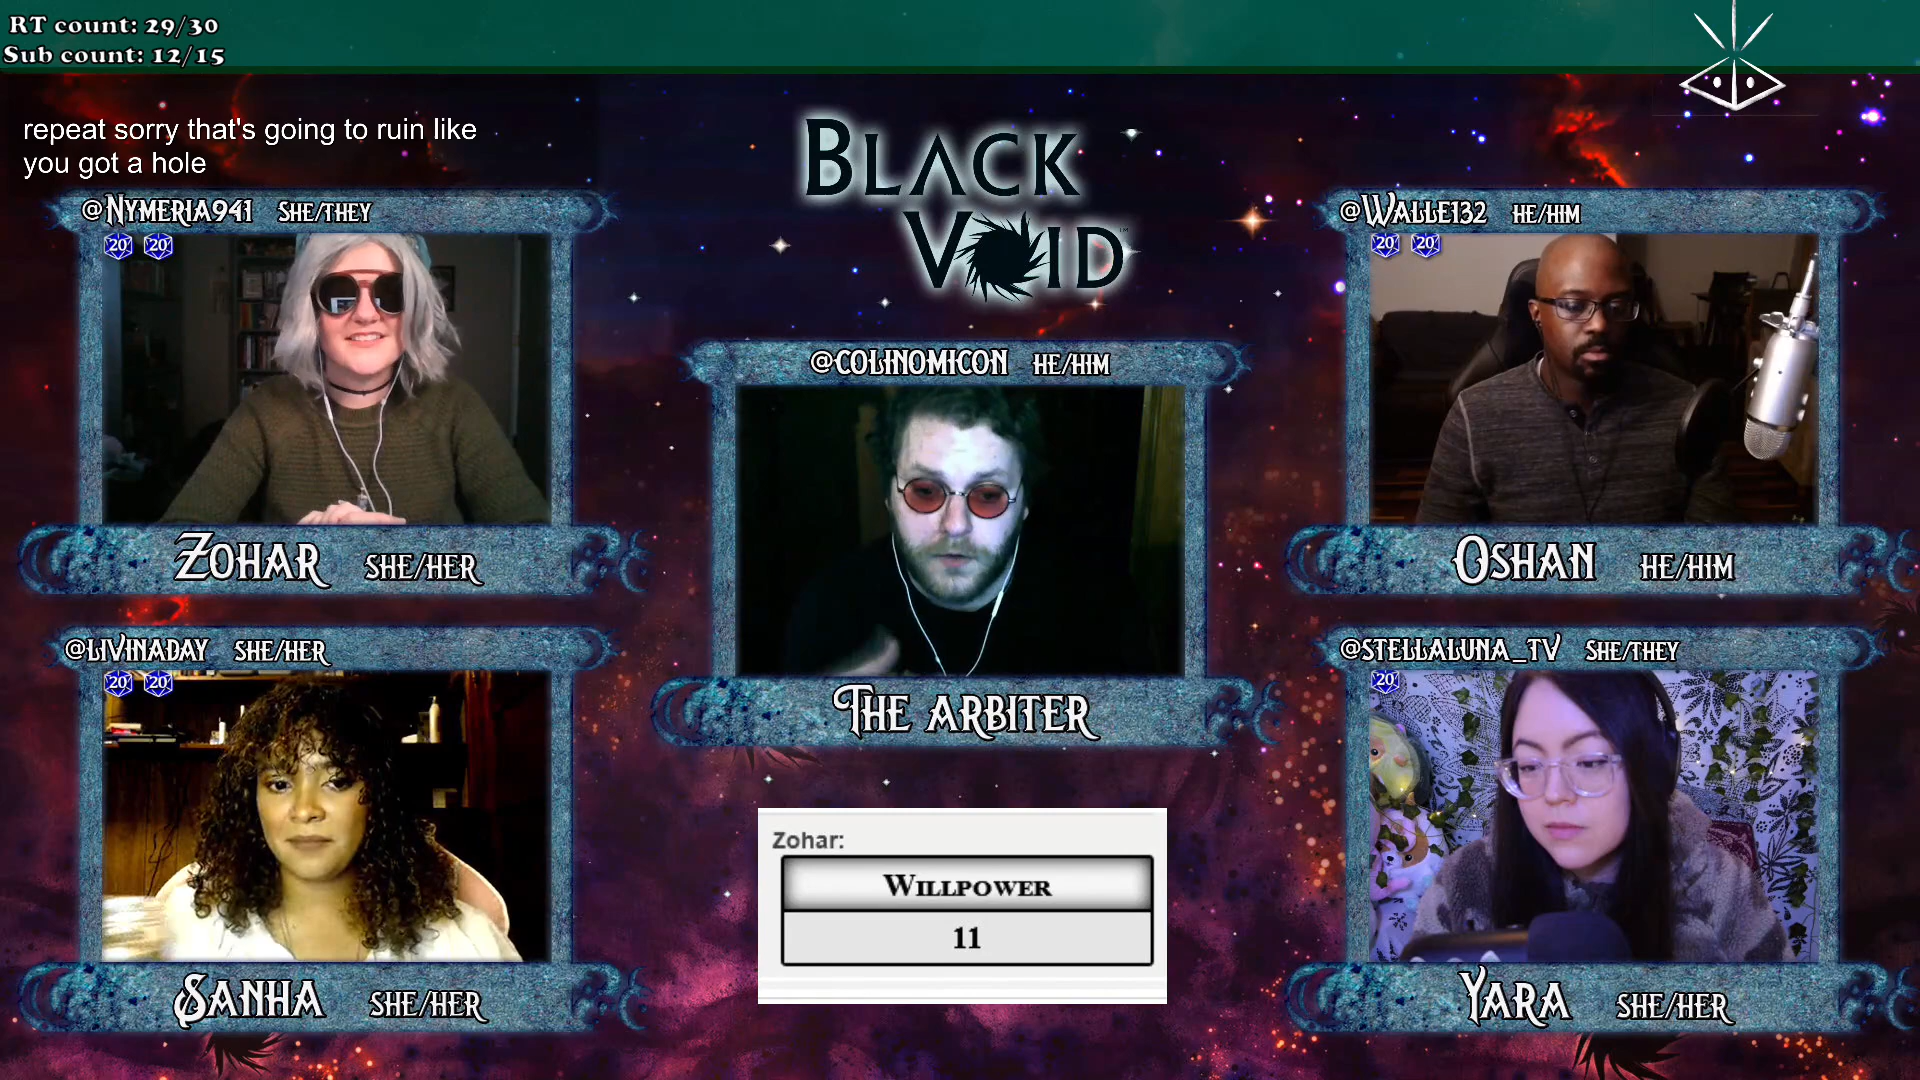 RT count: 29/30
Sub count: 12/15
repeat sorry that's going to ruin like
you got a hole
@Nymeria941 She/They
20 20
Zohar She/Her
Black
Void™
@Colinomicon He/Him
The Arbiter
@Walle132 He/Him
20 20
Oshan He/Him
@Livinaday She/Her
20 20
Sanha She/Her
Zohar:
Willpower
11
@Stellaluna_TV She/They
20
Yara She/Her